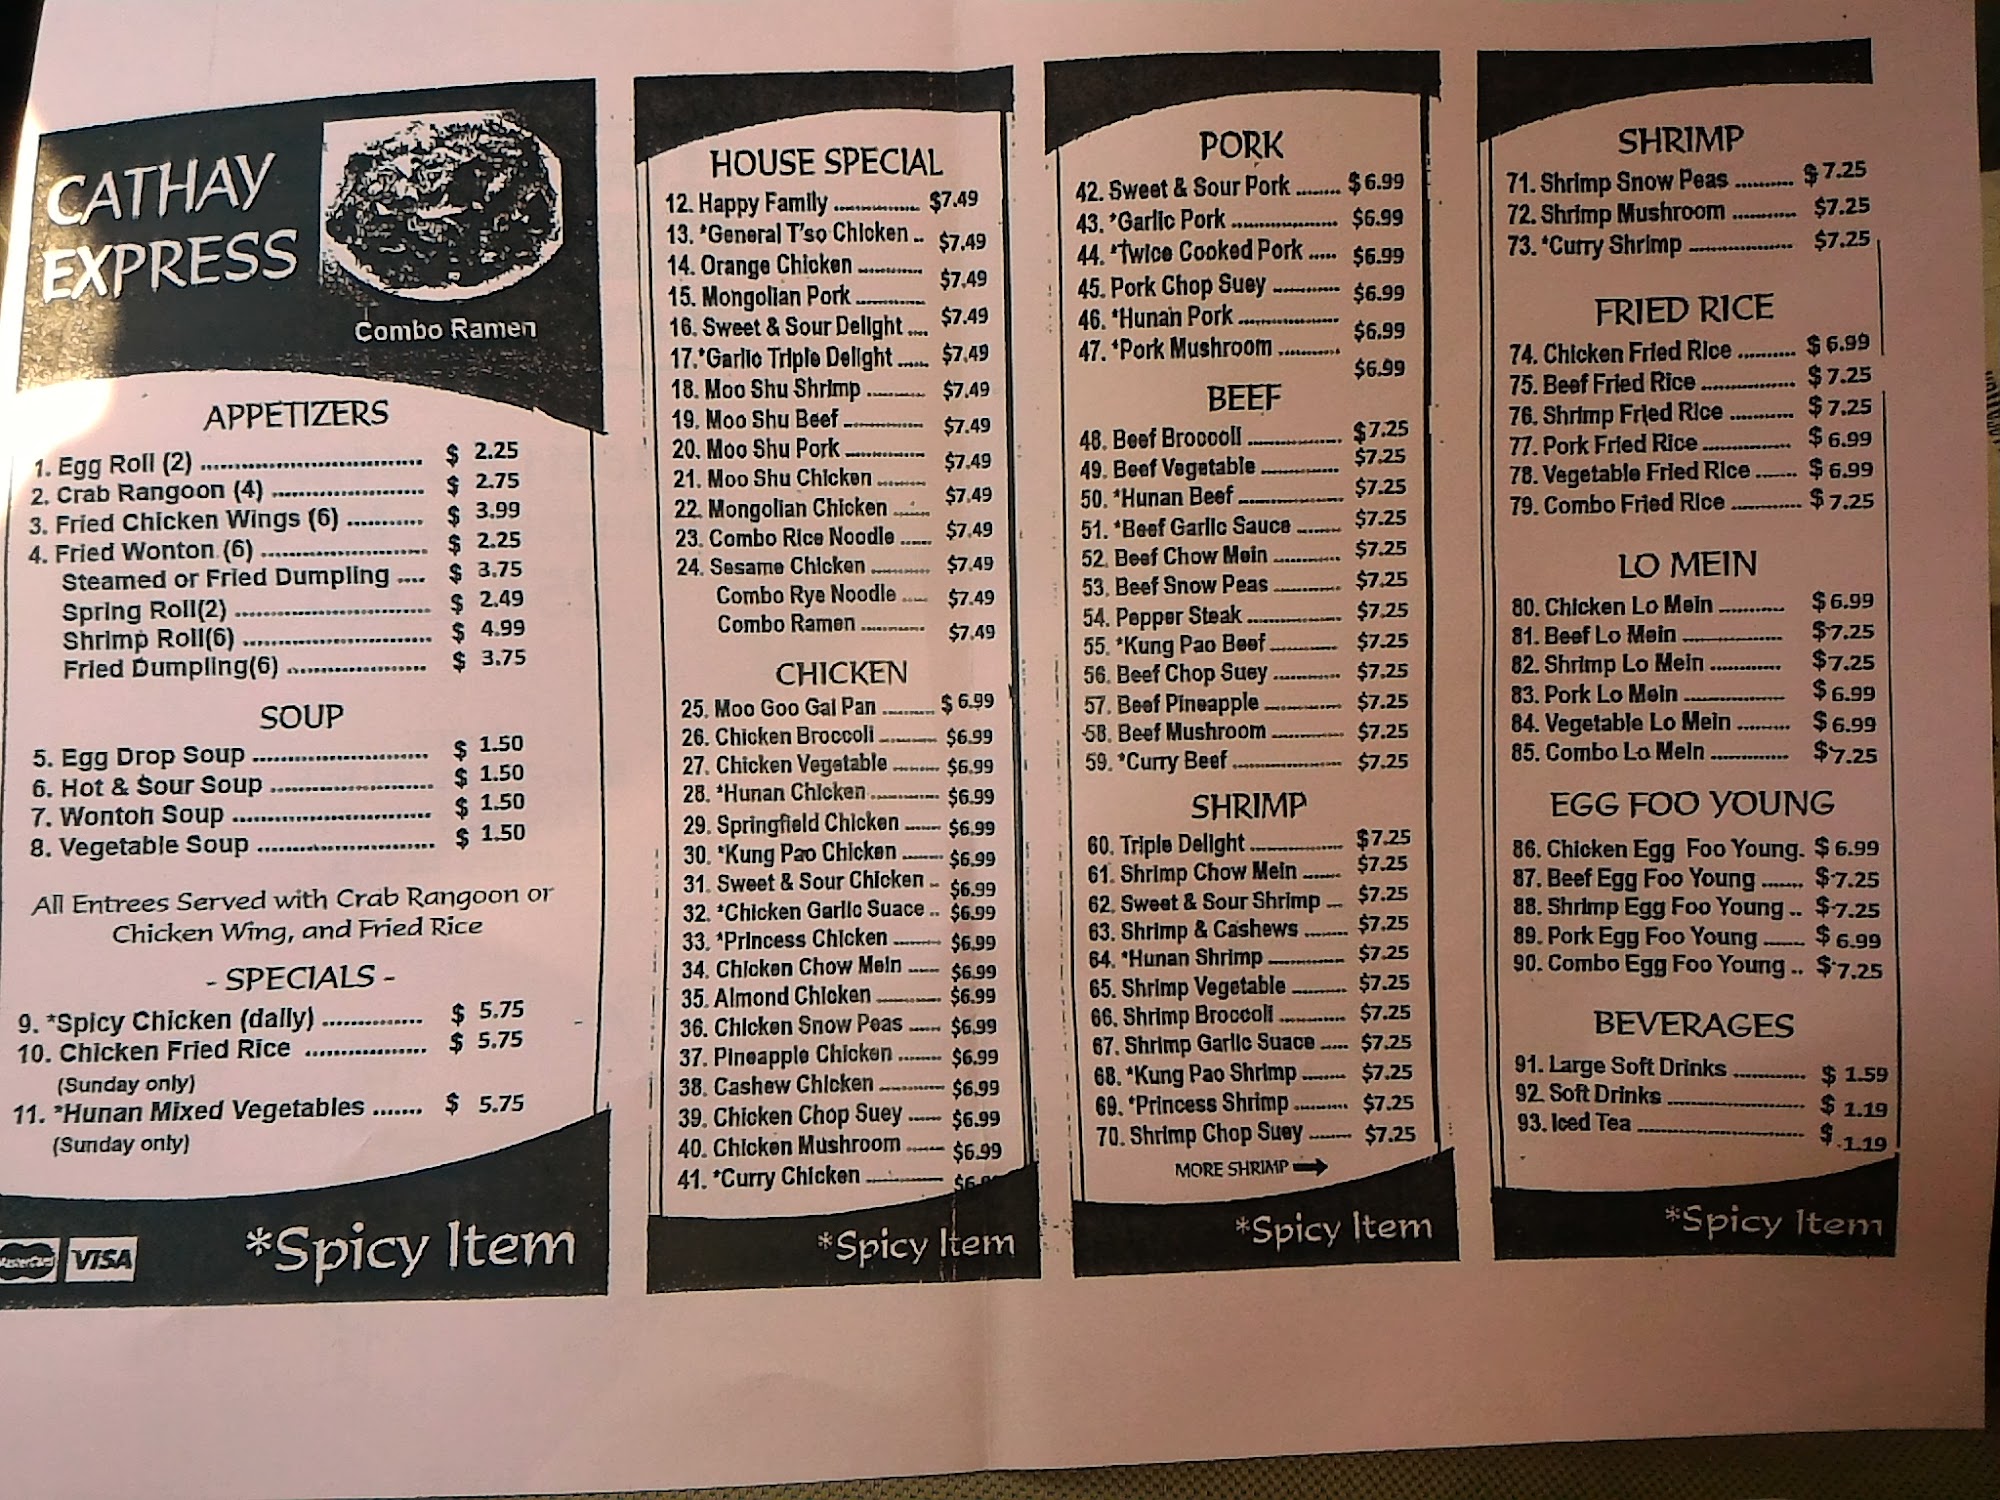 CATHAY
EXPRESS
Combo Ramen
APPETIZERS
1. Egg Roll (2) $ 2.25
2. Crab Rangoon (4) $ 2.75
3. Fried Chicken Wings (6) $ 3.99
4. Fried Wonton (6) $ 2.25
Steamed or Fried Dumpling $ 3.75
Spring Roll(2) $ 2.49
Shrimp Roll(6) $ 4.99
Fried Dumpling(6) $ 3.75
SOUP
5. Egg Drop Soup $ 1.50
6. Hot & Sour Soup $ 1.50
7. Wonton Soup $ 1.50
8. Vegetable Soup $ 1.50
All Entrees Served with Crab Rangoon or
Chicken Wing, and Fried Rice
- SPECIALS -
9. *Spicy Chicken (daily) $ 5.75
10. Chicken Fried Rice $ 5.75
(Sunday only)
11. *Hunan Mixed Vegetables $ 5.75
(Sunday only)
MasterCard VISA *Spicy Item
HOUSE SPECIAL
12. Happy Family $7.49
13. *General T'so Chicken $7.49
14. Orange Chicken $7.49
15. Mongolian Pork $7.49
16. Sweet & Sour Delight $7.49
17. *Garlic Triple Delight $7.49
18. Moo Shu Shrimp $7.49
19. Moo Shu Beef $7.49
20. Moo Shu Pork $7.49
21. Moo Shu Chicken $7.49
22. Mongolian Chicken $7.49
23. Combo Rice Noodle $7.49
24. Sesame Chicken $7.49
Combo Rye Noodle $7.49
Combo Ramen $7.49
CHICKEN
25. Moo Goo Gai Pan $ 6.99
26. Chicken Broccoli $6.99
27. Chicken Vegetable $6.99
28. *Hunan Chicken $6.99
29. Springfield Chicken $6.99
30. *Kung Pao Chicken $6.99
31. Sweet & Sour Chicken $6.99
32. *Chicken Garlic Suace $6.99
33. *Princess Chicken $6.99
34. Chicken Chow Mein $6.99
35. Almond Chicken $6.99
36. Chicken Snow Peas $6.99
37. Pineapple Chicken $6.99
38. Cashew Chicken $6.99
39. Chicken Chop Suey $6.99
40. Chicken Mushroom $6.99
41. *Curry Chicken
*Spicy Item
PORK
42. Sweet & Sour Pork $6.99
43. *Garlic Pork $6.99
44. *Twice Cooked Pork $6.99
45. Pork Chop Suey $6.99
46. *Hunan Pork $6.99
47. *Pork Mushroom $6.99
BEEF
48. Beef Broccoli $7.25
49. Beef Vegetable $7.25
50. *Hunan Beef $7.25
51. *Beef Garlic Sauce $7.25
52. Beef Chow Mein $7.25
53. Beef Snow Peas $7.25
54. Pepper Steak $7.25
55. *Kung Pao Beef $7.25
56. Beef Chop Suey $7.25
57. Beef Pineapple $7.25
58. Beef Mushroom $7.25
59. *Curry Beef $7.25
SHRIMP
60. Triple Delight $7.25
61. Shrimp Chow Mein $7.25
62. Sweet & Sour Shrimp $7.25
63. Shrimp & Cashews $7.25
64. *Hunan Shrimp $7.25
65. Shrimp Vegetable $7.25
66. Shrimp Broccoli $7.25
67. Shrimp Garlic Suace $7.25
68. *Kung Pao Shrimp $7.25
69. *Princess Shrimp $7.25
70. Shrimp Chop Suey $7.25
MORE SHRIMP
*Spicy Item
SHRIMP
71. Shrimp Snow Peas $7.25
72. Shrimp Mushroom $7.25
73. *Curry Shrimp $7.25
FRIED RICE
74. Chicken Fried Rice $ 6.99
75. Beef Fried Rice $ 7.25
76. Shrimp Fried Rice $ 7.25
77. Pork Fried Rice $ 6.99
78. Vegetable Fried Rice $ 6.99
79. Combo Fried Rice $ 7.25
LO MEIN
80. Chicken Lo Mein $ 6.99
81. Beef Lo Mein $7.25
82. Shrimp Lo Mein $7.25
83. Pork Lo Mein $ 6.99
84. Vegetable Lo Mein $ 6.99
85. Combo Lo Mein $7.25
EGG FOO YOUNG
86. Chicken Egg Foo Young. $ 6.99
87. Beef Egg Foo Young $7.25
88. Shrimp Egg Foo Young $7.25
89. Pork Egg Foo Young $ 6.99
90. Combo Egg Foo Young $7.25
BEVERAGES
91. Large Soft Drinks $ 1.59
92. Soft Drinks $ 1.19
93. Iced Tea $ 1.19
*Spicy Item